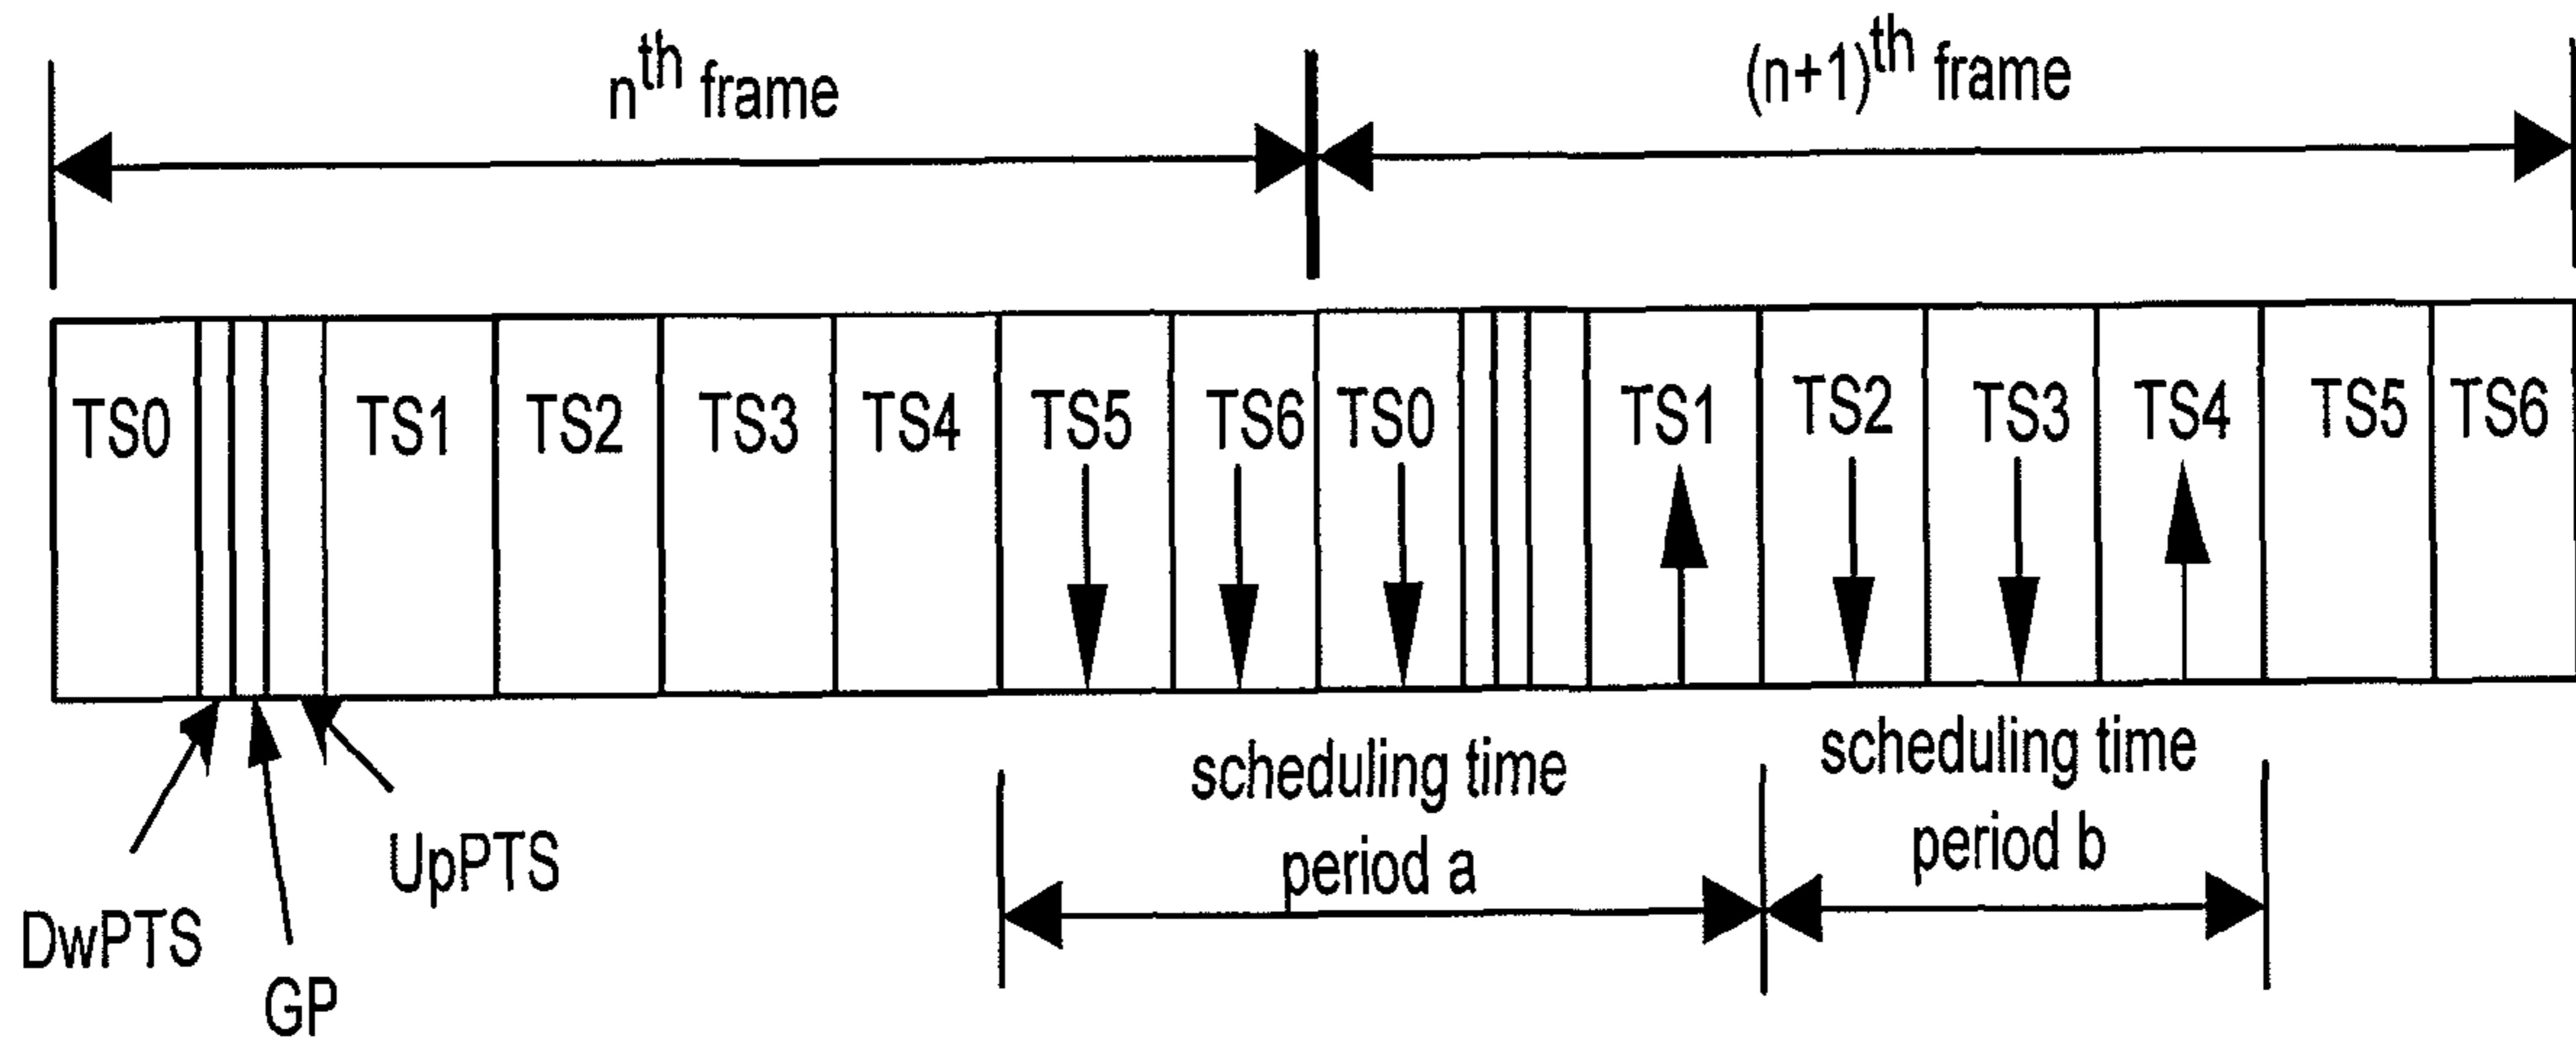 nth frame
(n+1)th frame
TS0 TS1 TS2 TS3 TS4 TS5 TS6 TS0 TS1 TS2 TS3 TS4 TS5 TS6
scheduling time
period a
scheduling time
period b
UpPTS
DwPTS
GP